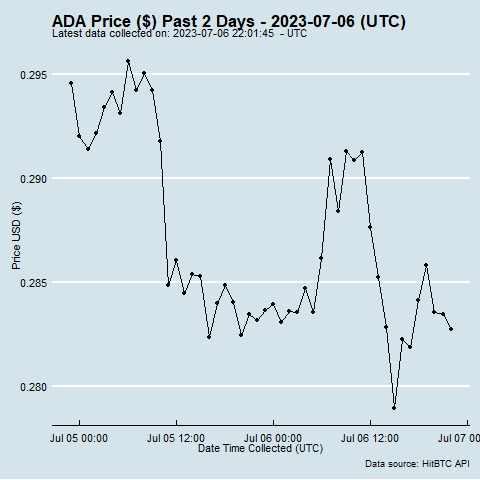 ADA Price ($) Past 2 Days - 2023-07-06 (UTC)
Latest data collected on: 2023-07-06 22:01:45 - UTC
0.295
0.290
0.285
0.280
Price USD ($)
Jul 05 00:00 Jul 05 12:00 Jul 06 00:00 Jul 06 12:00 Jul 07 00
Date Time Collected (UTC)
Data source: HitBTC API